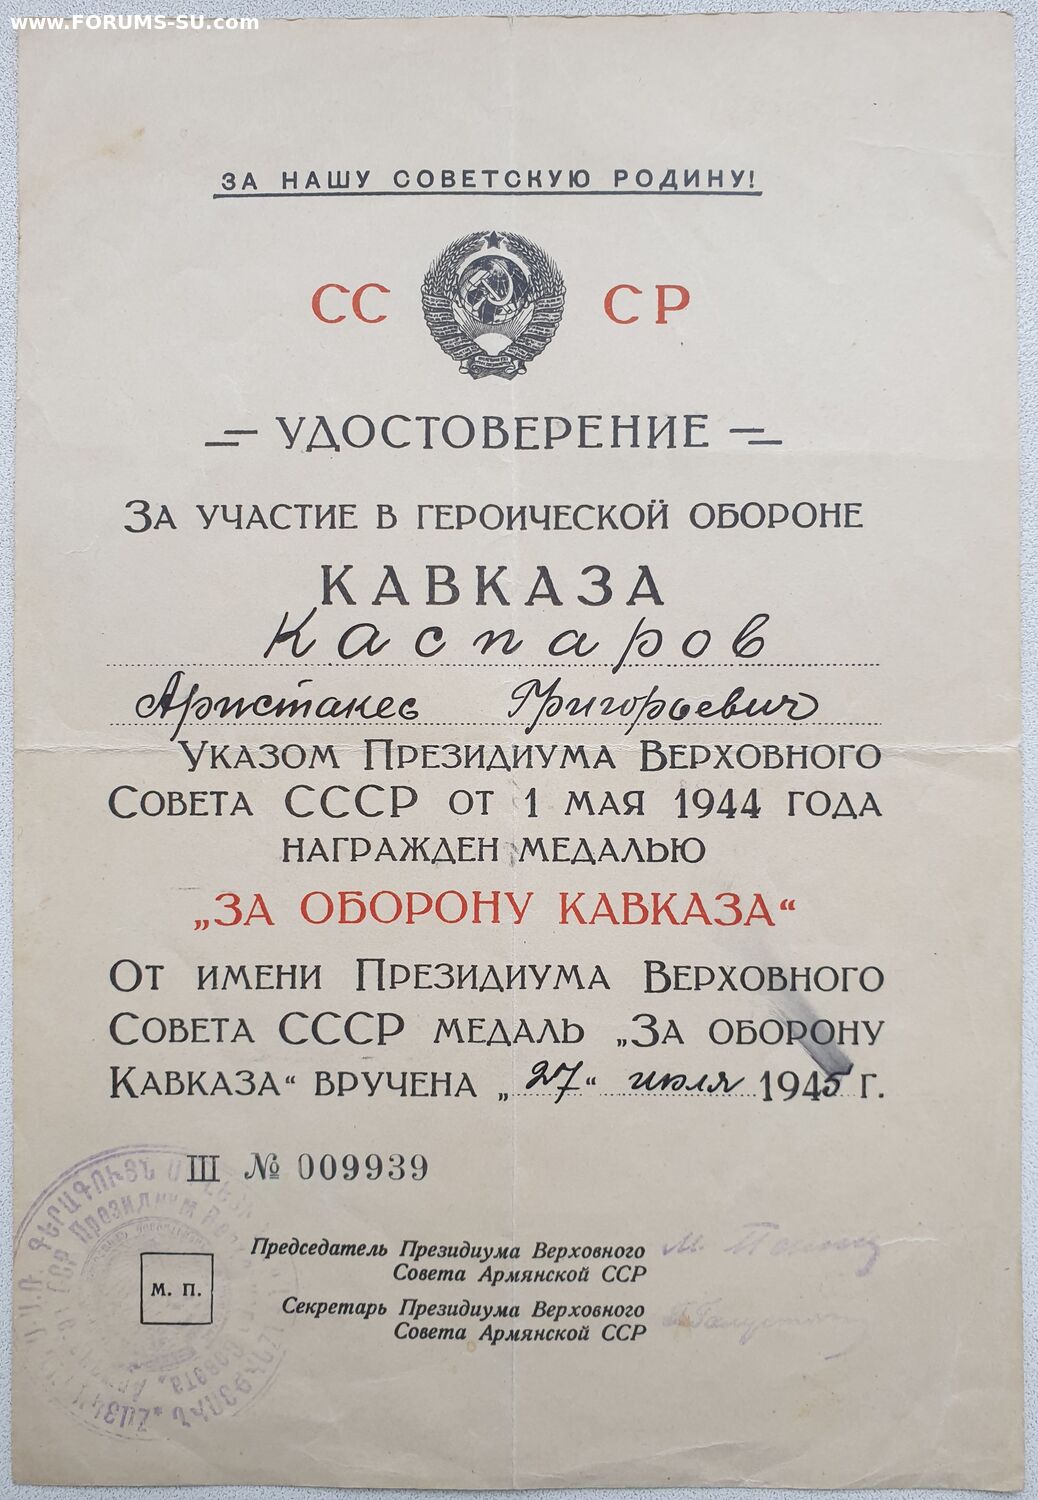 www.FORUMS-SU.com
ЗА НАШУ СОВЕТСКУЮ РОДИНУ!
СС СР
УДОСТОВЕРЕНИЕ
ЗА УЧАСТИЕ В ГЕРОИЧЕСКОЙ ОБОРОНЕ
КАВКАЗА
Каспаров
Аристакес Григорьевич
УКАЗОМ ПРЕЗИДИУМА ВЕРХОВНОГО
СОВЕТА СССР ОТ 1 МАЯ 1944 ГОДА
НАГРАЖДЕН МЕДАЛЬЮ
„ЗА ОБОРОНУ КАВКАЗА“
ОТ ИМЕНИ ПРЕЗИДИУМА ВЕРХОВНОГО
СОВЕТА СССР МЕДАЛЬ „ЗА ОБОРОНУ
КАВКАЗА“ ВРУЧЕНА „27“ июля 1945 Г.
III № 009939
Председатель Президиума Верховного
Совета Армянской ССР
Секретарь Президиума Верховного
Совета Армянской ССР
М. П.